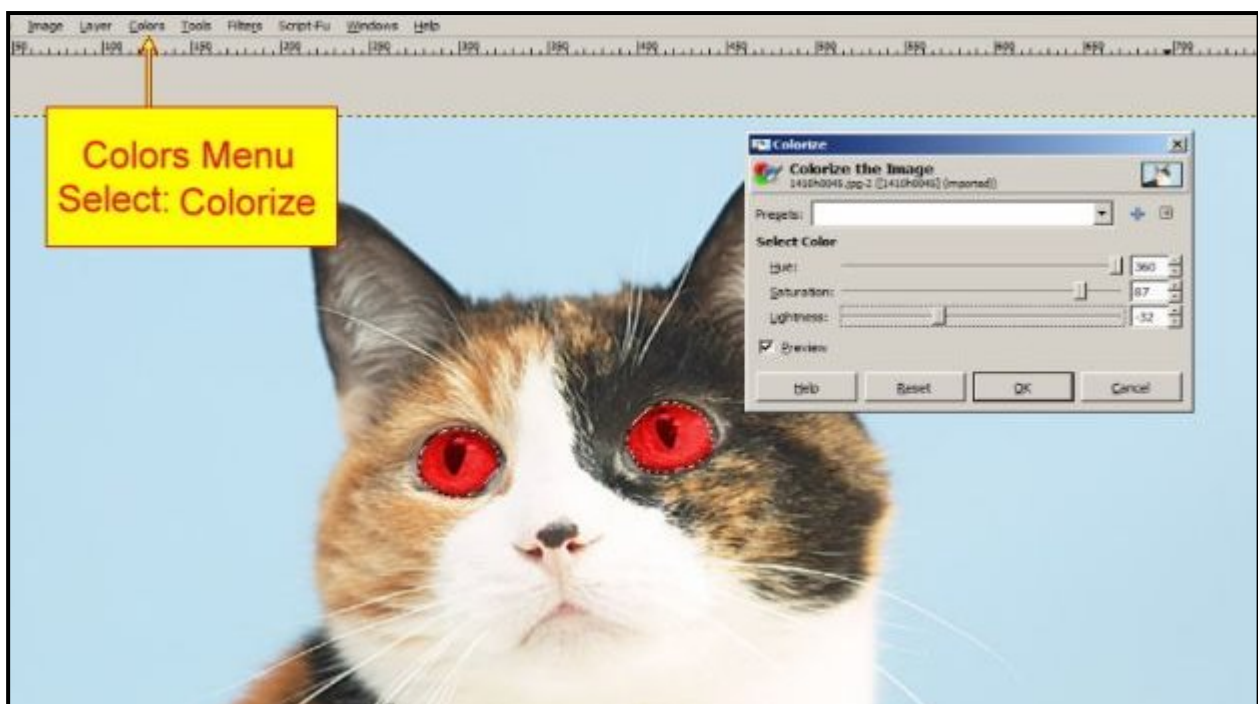 Image Layer Colors Tools Filters Script-Fu Windows Help
Colors Menu
Select: Colorize
Colorize
Colorize the Image
Presets:
Select Color
Hue: 360
Saturation: 87
Lightness: -32
Preview
Help Reset OK Cancel